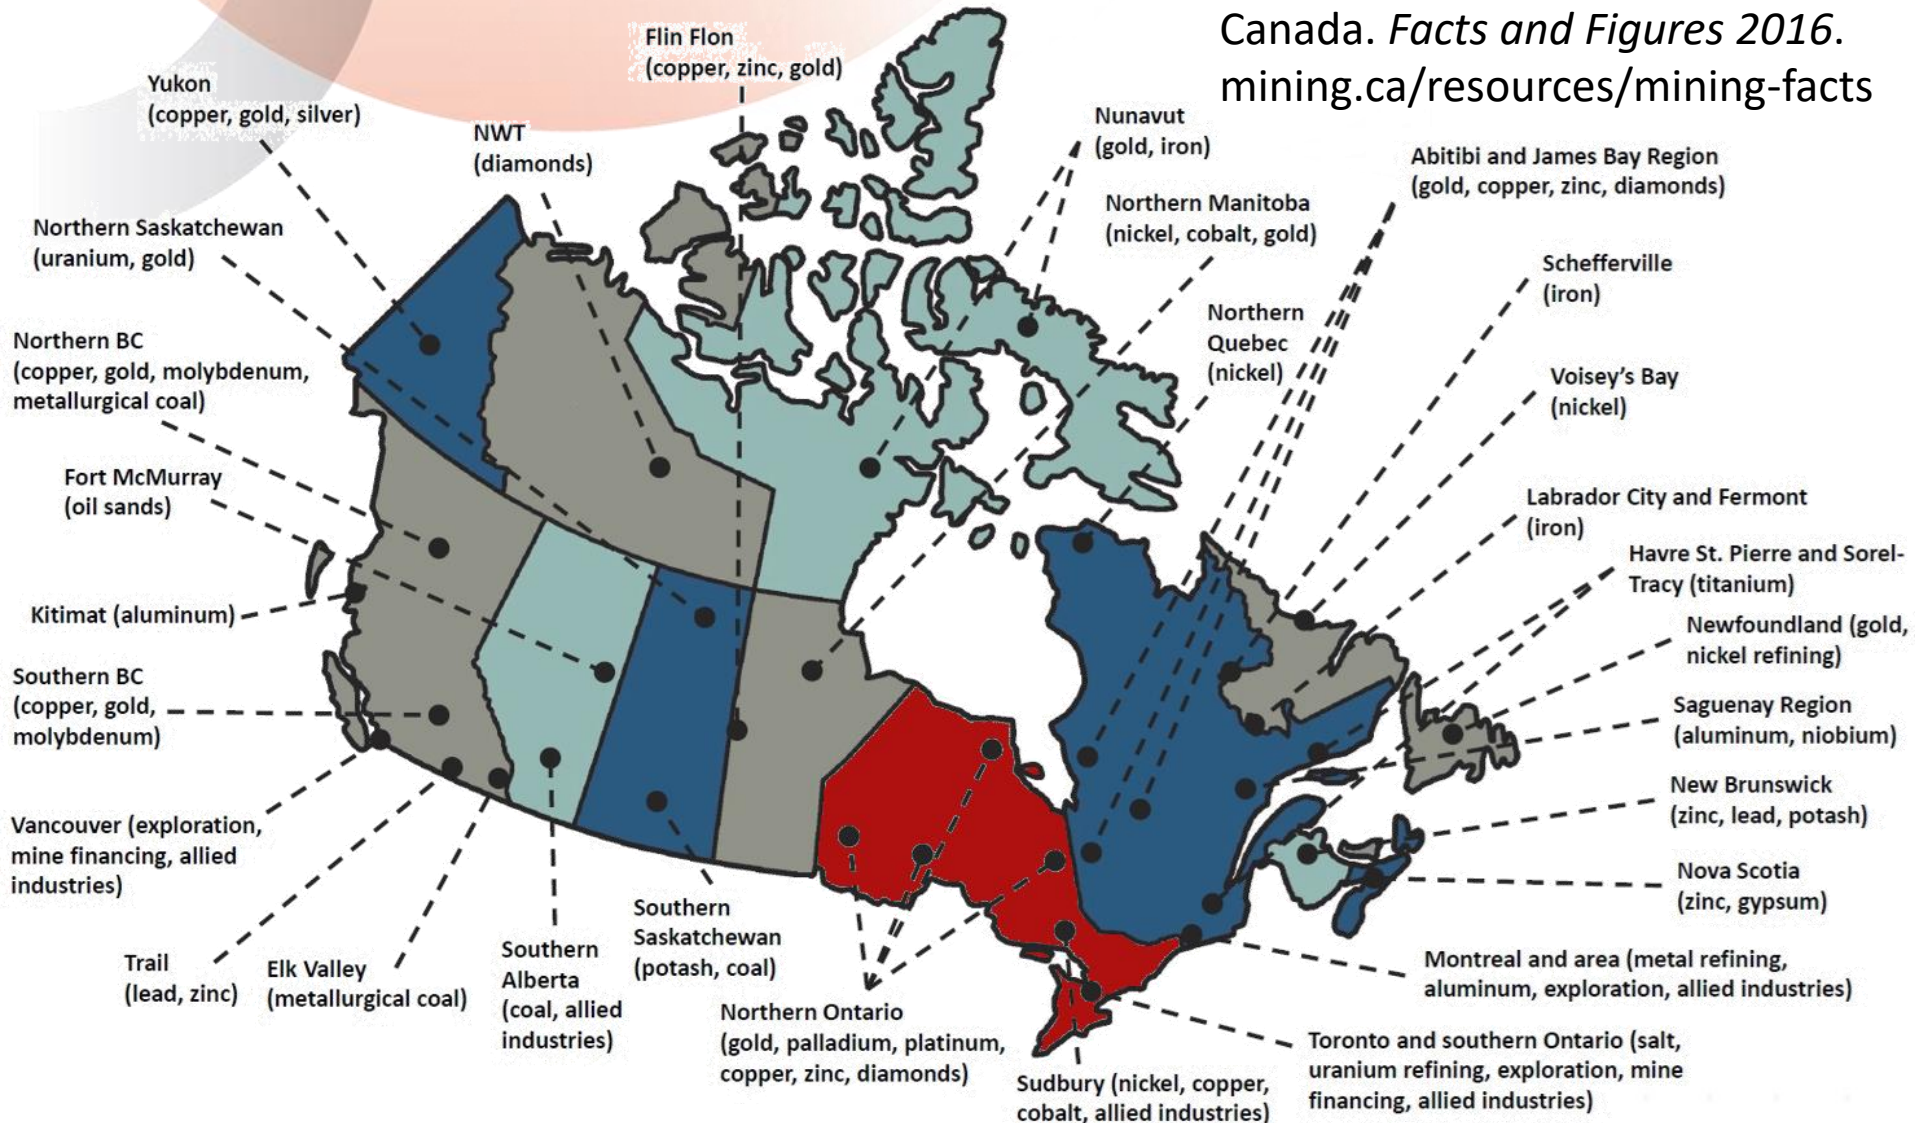 Canada. Facts and Figures 2016.
mining.ca/resources/mining-facts
Flin Flon
(copper, zinc, gold)
Yukon
(copper, gold, silver)
NWT
(diamonds)
Nunavut
(gold, iron)
Abitibi and James Bay Region
(gold, copper, zinc, diamonds)
Northern Manitoba
(nickel, cobalt, gold)
Northern Saskatchewan
(uranium, gold)
Schefferville
(iron)
Northern
Quebec
(nickel)
Northern BC
(copper, gold, molybdenum,
metallurgical coal)
Voisey’s Bay
(nickel)
Fort McMurray
(oil sands)
Labrador City and Fermont
(iron)
Havre St. Pierre and Sorel-
Tracy (titanium)
Kitimat (aluminum)
Newfoundland (gold,
nickel refining)
Southern BC
(copper, gold,
molybdenum)
Saguenay Region
(aluminum, niobium)
New Brunswick
(zinc, lead, potash)
Vancouver (exploration,
mine financing, allied
industries)
Nova Scotia
(zinc, gypsum)
Trail
(lead, zinc)
Elk Valley
(metallurgical coal)
Southern
Alberta
(coal, allied
industries)
Southern
Saskatchewan
(potash, coal)
Northern Ontario
(gold, palladium, platinum,
copper, zinc, diamonds)
Montreal and area (metal refining,
aluminum, exploration, allied industries)
Sudbury (nickel, copper,
cobalt, allied industries)
Toronto and southern Ontario (salt,
uranium refining, exploration, mine
financing, allied industries)